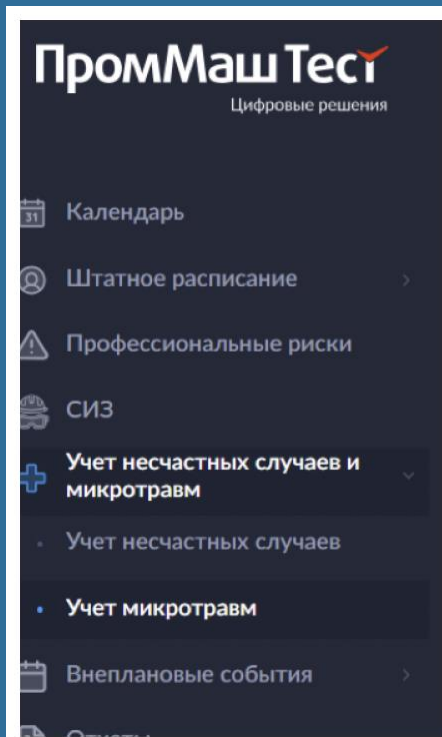 ПромМаш Тест
Цифровые решения
31
Календарь
Штатное расписание
Профессиональные риски
СИЗ
Учет несчастных случаев и
микротравм
Учет несчастных случаев
Учет микротравм
Внеплановые события